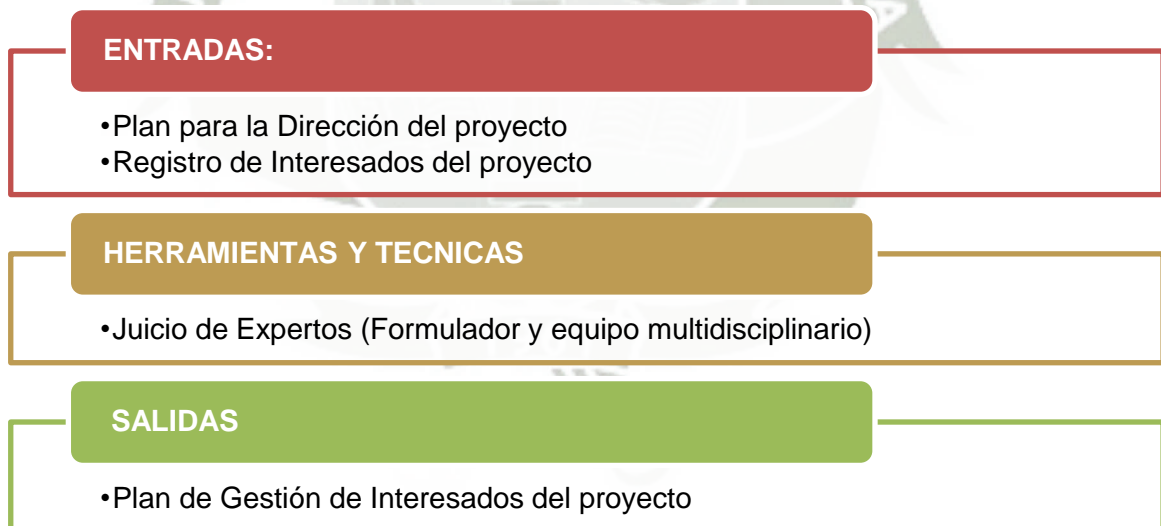 ENTRADAS:
•Plan para la Dirección del proyecto
•Registro de Interesados del proyecto
HERRAMIENTAS Y TECNICAS
•Juicio de Expertos (Formulador y equipo multidisciplinario)
SALIDAS
•Plan de Gestión de Interesados del proyecto